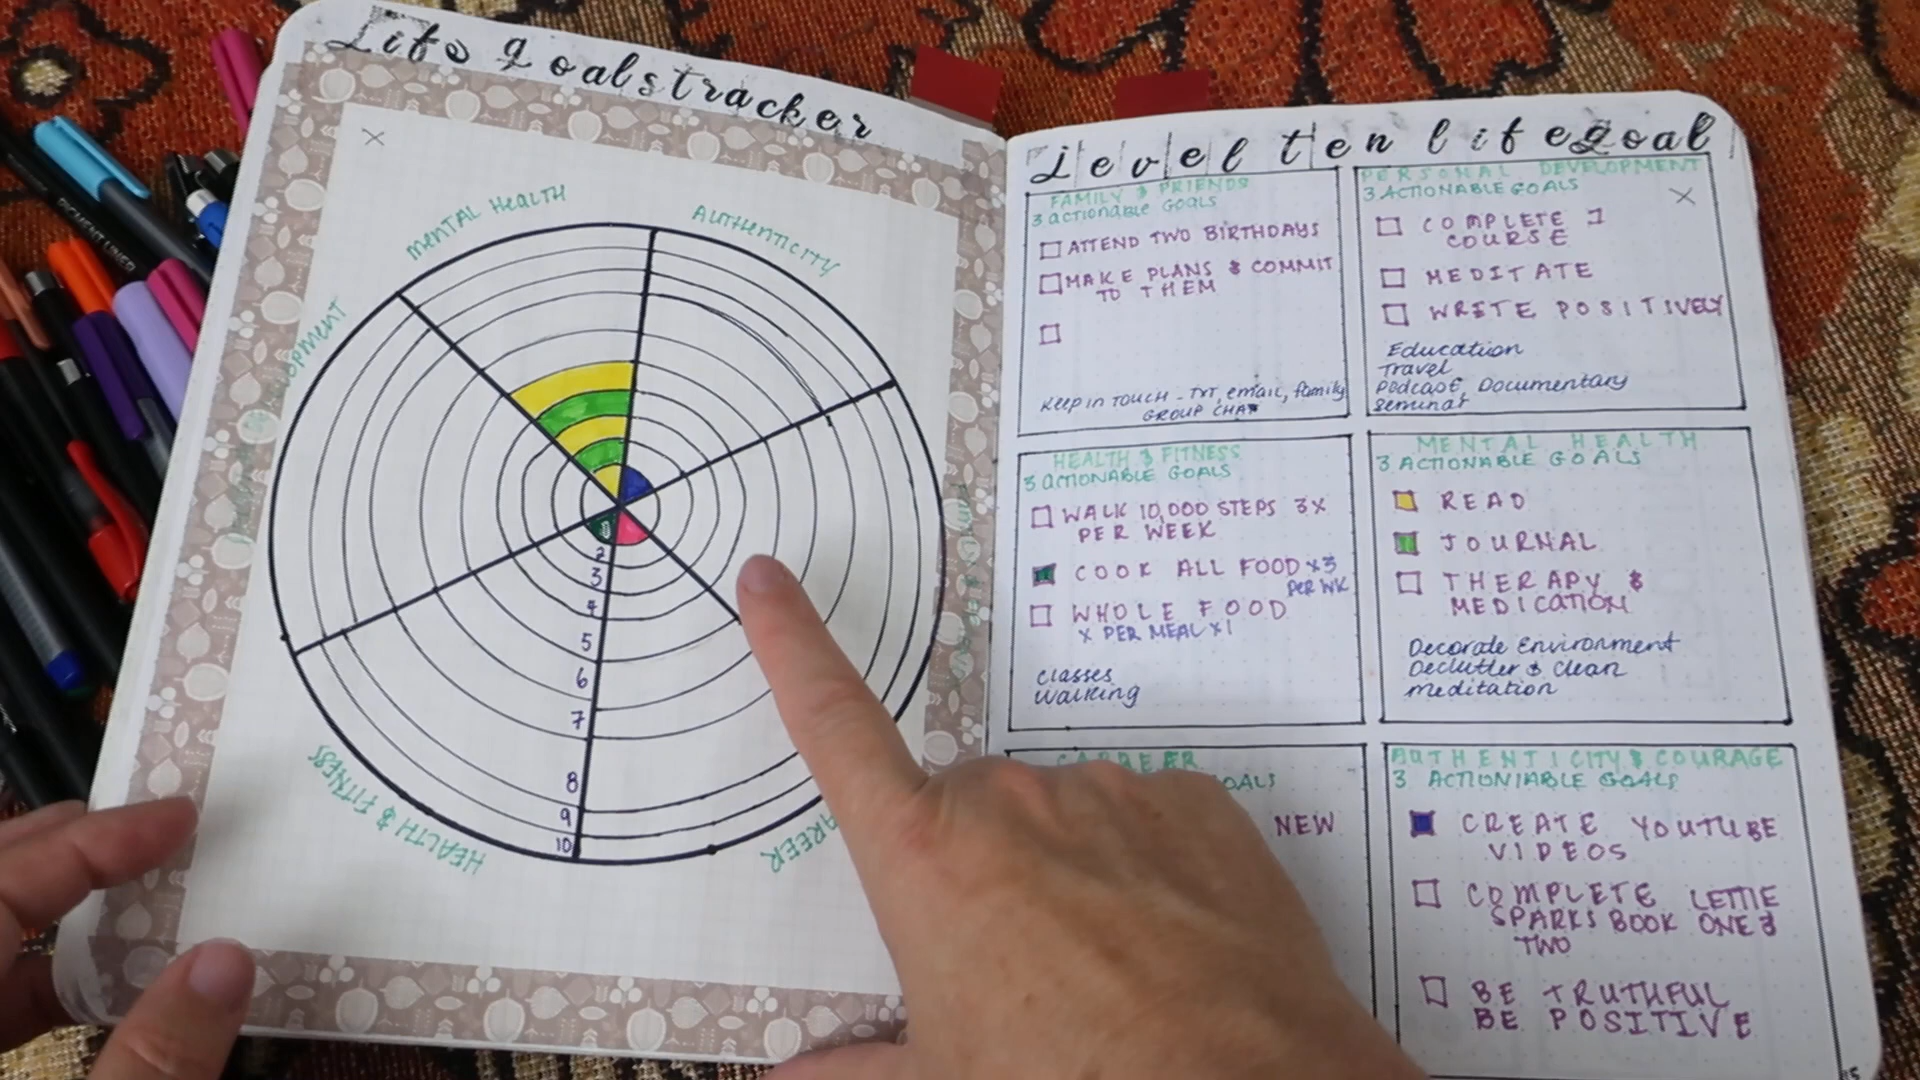 Life goals tracker
MENTAL HEALTH
AUTHENTICITY
HEALTH & FITNESS
1
2
3
4
5
6
7
8
9
10
level ten life goal
FAMILY & FRIENDS
3 actionable GOALS
ATTEND TWO BIRTHDAYS
MAKE PLANS & COMMIT
TO THEM
Keep in touch - TXT, email, family
GROUP CHAT
PERSONAL DEVELOPMENT
3 ACTIONABLE GOALS
COMPLETE 1
COURSE
MEDITATE
WRITE POSITIVELY
Education
Travel
Podcast Documentary
Seminar
HEALTH & FITNESS
3 ACTIONABLE GOALS
WALK 10,000 STEPS 3X
PER WEEK
COOK ALL FOOD X3
PER WK
WHOLE FOOD
X PER MEAL X1
classes
walking
MENTAL HEALTH
3 ACTIONABLE GOALS
READ
JOURNAL
THERAPY &
MEDICATION
Decorate Environment
Declutter & clean
meditation
CARREER
GOALS
NEW
AUTHENTICITY & COURAGE
3 ACTIONIABLE GOALS
CREATE YOUTUBE
VIDEOS
COMPLETE LETTIE
SPARKS BOOK ONE &
TWO
BE TRUTHFUL
BE POSITIVE
PIGMENT LINER